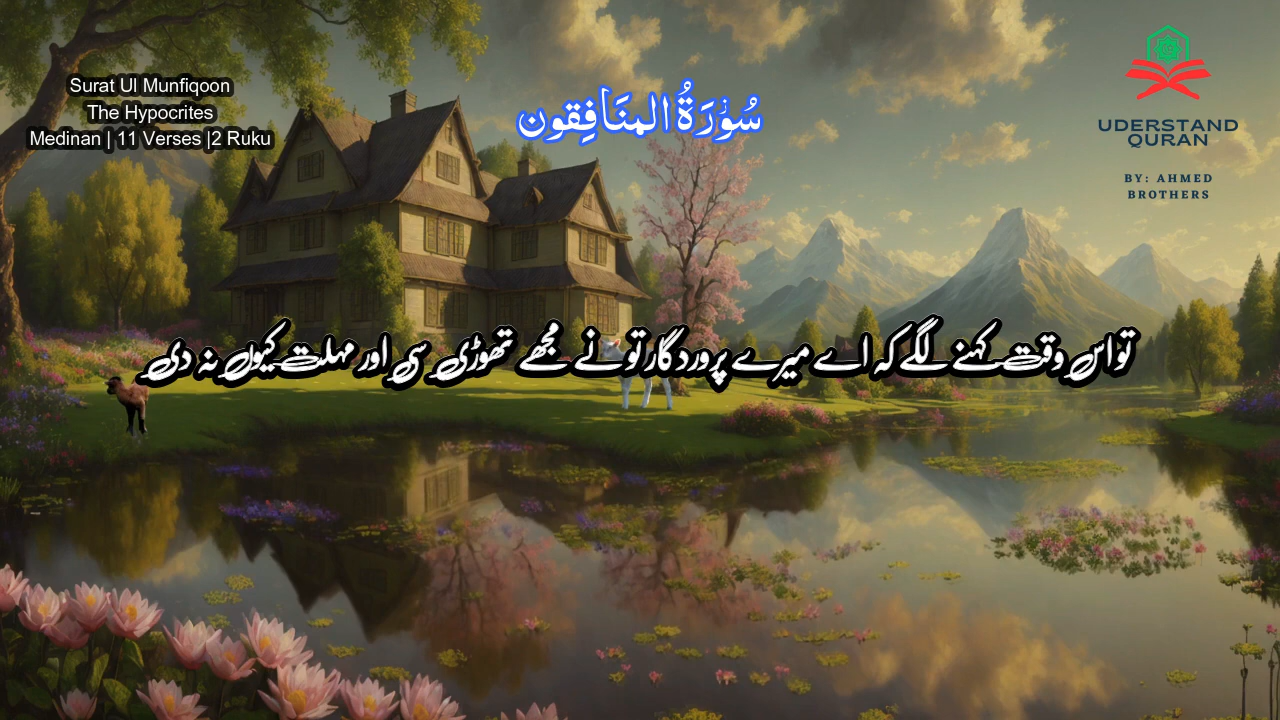 Surat Ul Munfiqoon
The Hypocrites
Medinan | 11 Verses |2 Ruku
سُوۡرَةُ المنَافِقون
UDERSTAND
QURAN
BY: AHMED
BROTHERS
تو اس وقت کہنے لگے کہ اے میرے پروردگار تو نے مجھے تھوڑی سی اور مہلت کیوں نہ دی